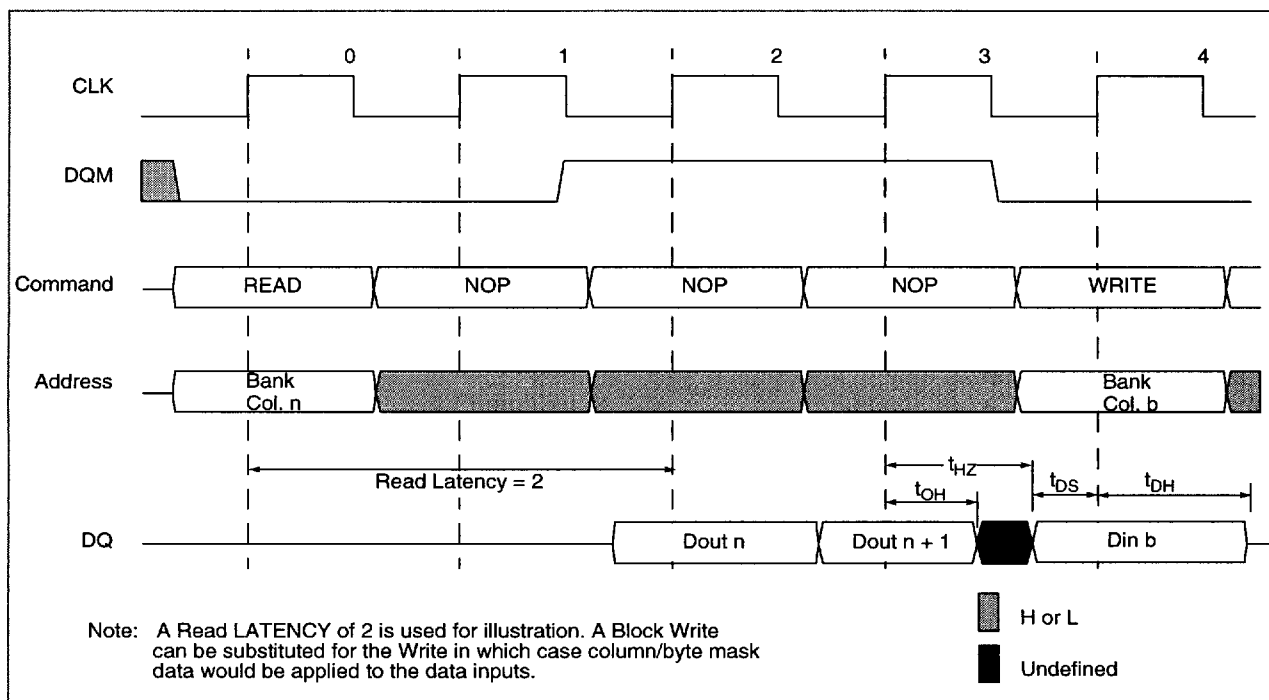 0 1 2 3 4
CLK
DQM
Command READ NOP NOP NOP WRITE
Address Bank Col. n Bank Col. b
Read Latency = 2 tHZ
tOH tDS tDH
DQ Dout n Dout n + 1 Din b
Note: A Read LATENCY of 2 is used for illustration. A Block Write
can be substituted for the Write in which case column/byte mask
data would be applied to the data inputs.
H or L
Undefined